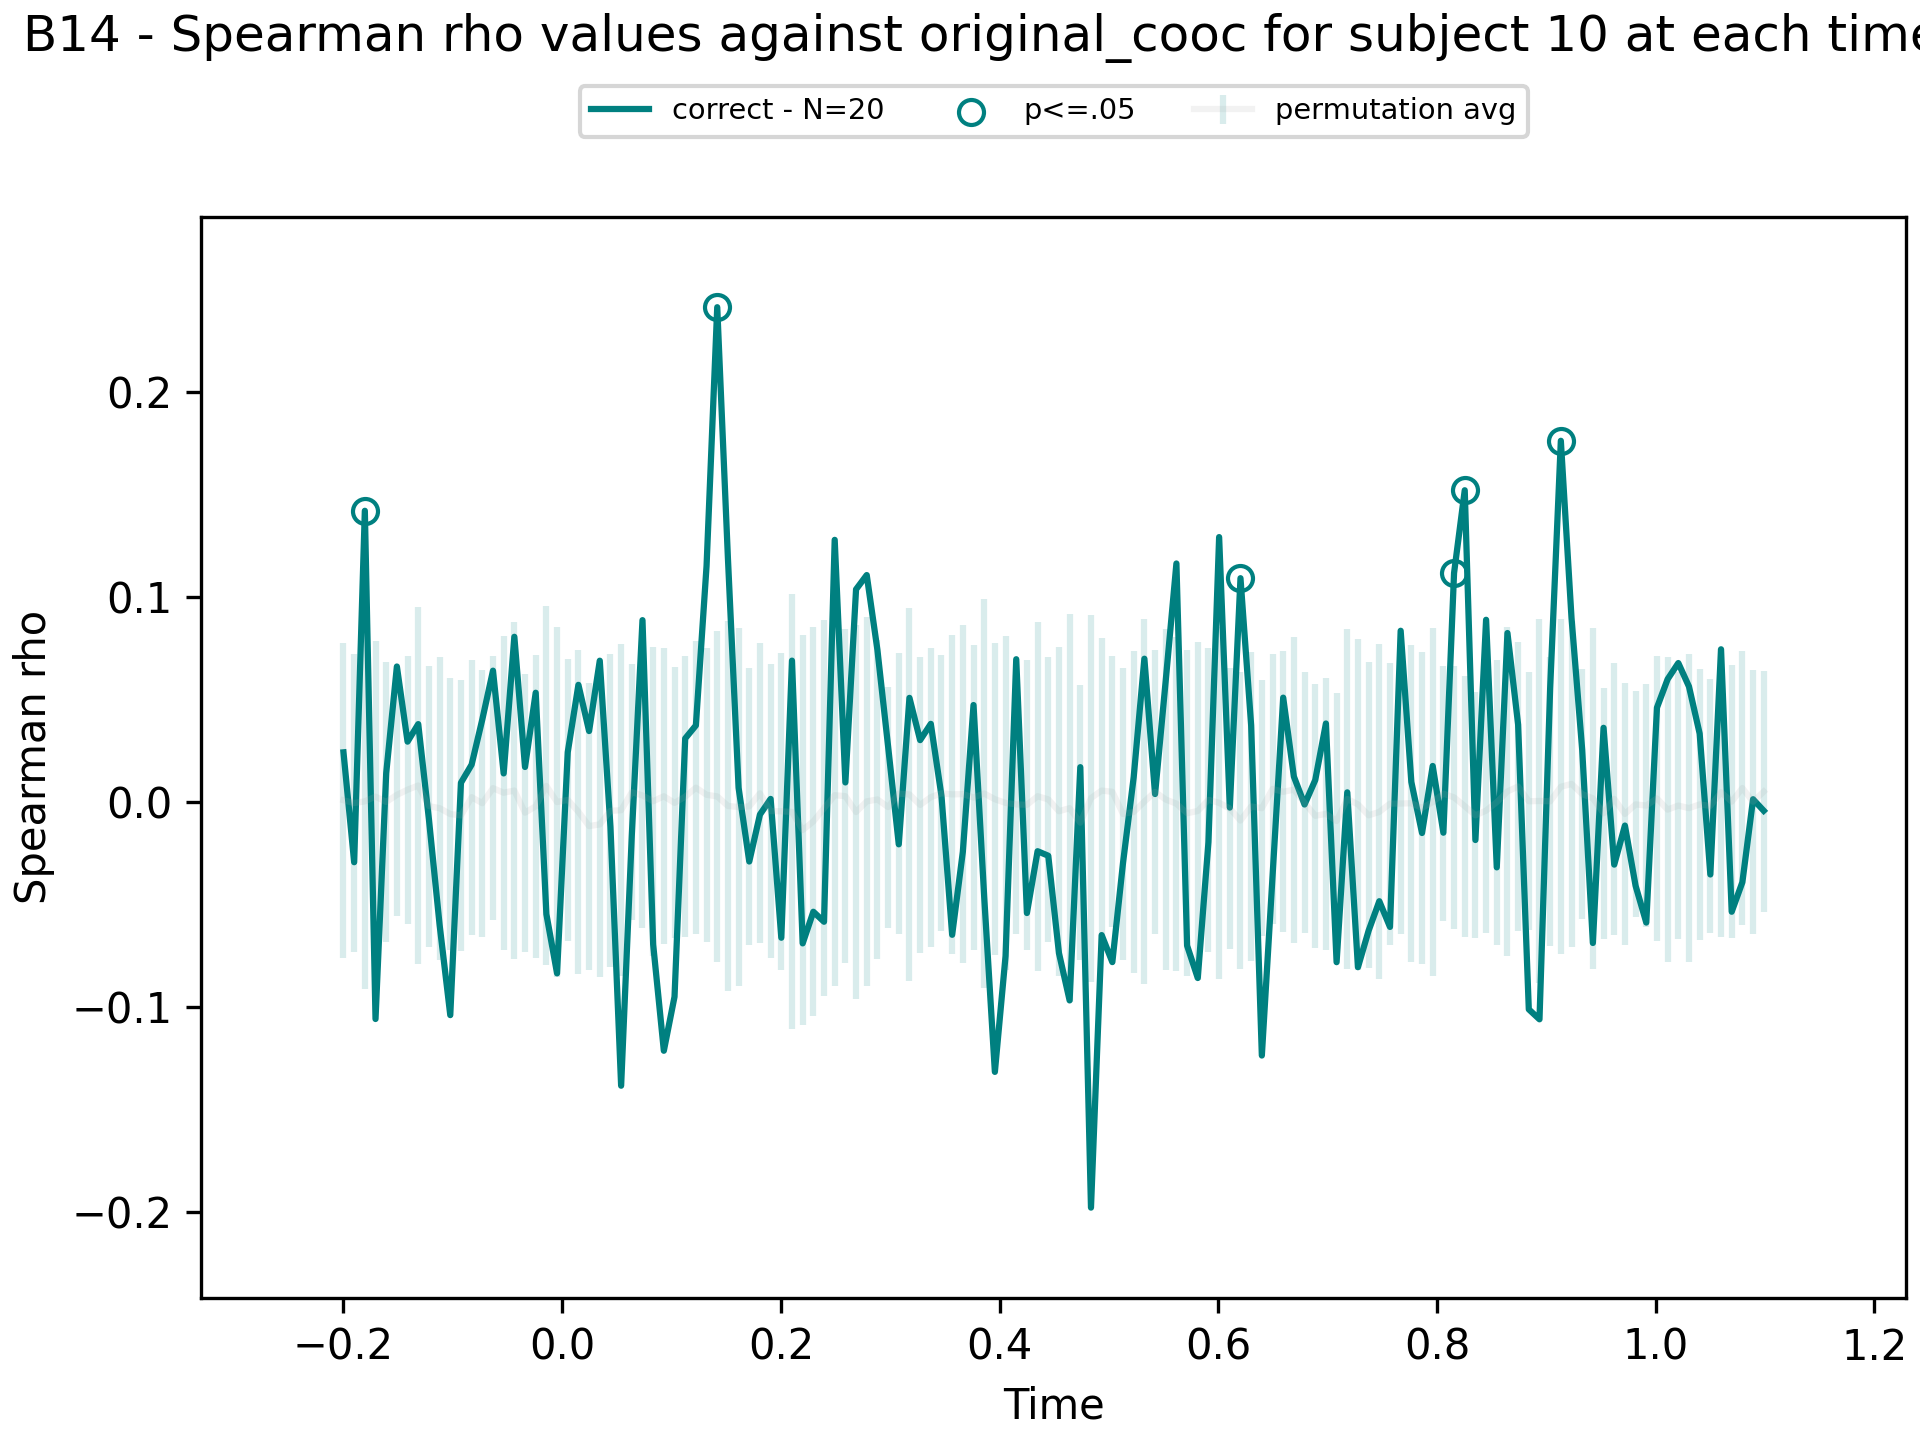 B14 - Spearman rho values against original_cooc for subject 10 at each time
correct - N=20 p<=.05 permutation avg
Spearman rho
0.2
0.1
0.0
−0.1
−0.2
−0.2 0.0 0.2 0.4 0.6 0.8 1.0 1.2
Time